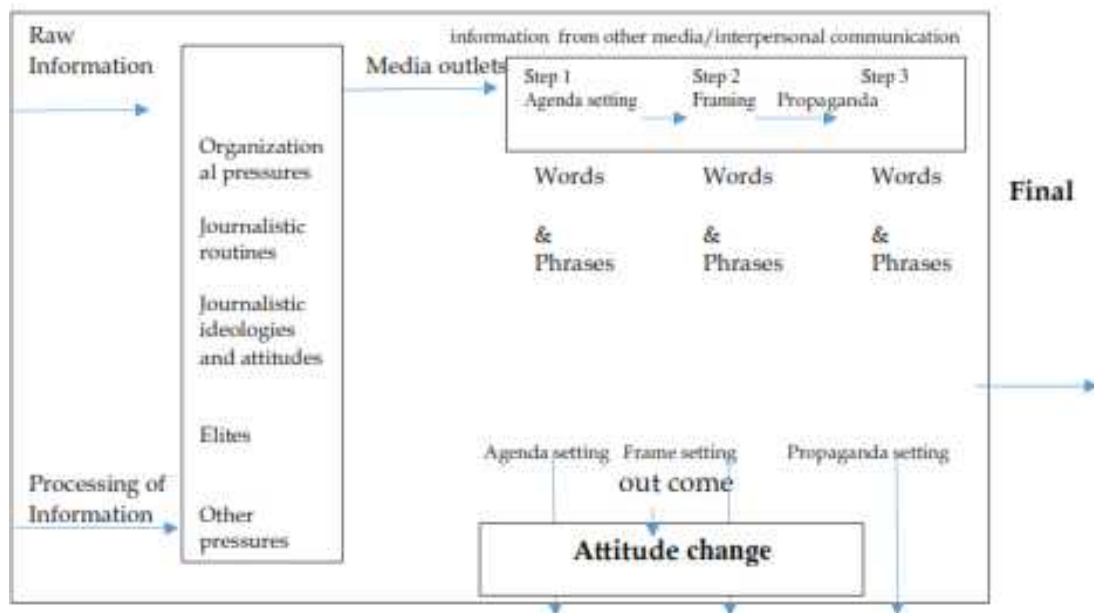 Raw
Information
information from other media/interpersonal communication
Media outlets
Step 1
Agenda setting
Step 2
Framing
Step 3
Propaganda
Organization
al pressures
Journalistic
routines
Journalistic
ideologies
and attitudes
Elites
Other
pressures
Processing of
Information
Words
&
Phrases
Words
&
Phrases
Words
&
Phrases
Final
Agenda setting
Frame setting
Propaganda setting
out come
Attitude change